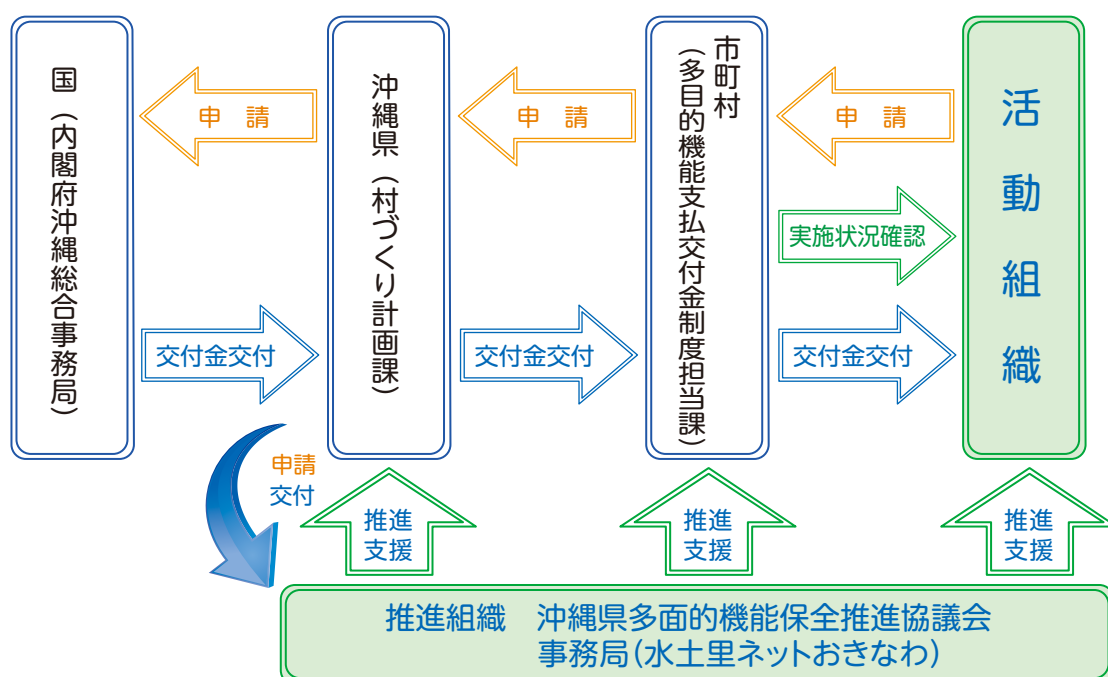 国（内閣府沖縄総合事務局）
申　請
交付金交付
沖縄県（村づくり計画課）
申　請
交付金交付
市町村
（多目的機能支払交付金制度担当課）
申　請
実施状況確認
交付金交付
活動組織
申請
交付
推進
支援
推進
支援
推進
支援
推進組織　沖縄県多面的機能保全推進協議会
事務局（水土里ネットおきなわ）